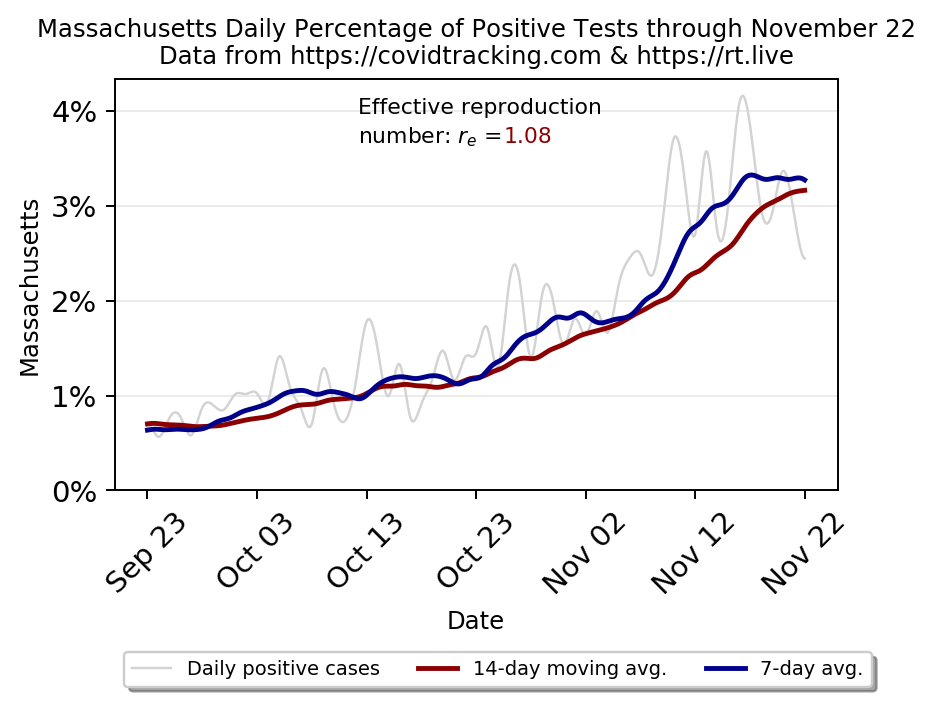 Massachusetts Daily Percentage of Positive Tests through November 22
Data from https://covidtracking.com & https://rt.live
Effective reproduction
number: rₑ =1.08
4%
3%
2%
1%
0%
Massachusetts
Sep 23
Oct 03
Oct 13
Oct 23
Nov 02
Nov 12
Nov 22
Date
Daily positive cases
14-day moving avg.
7-day avg.